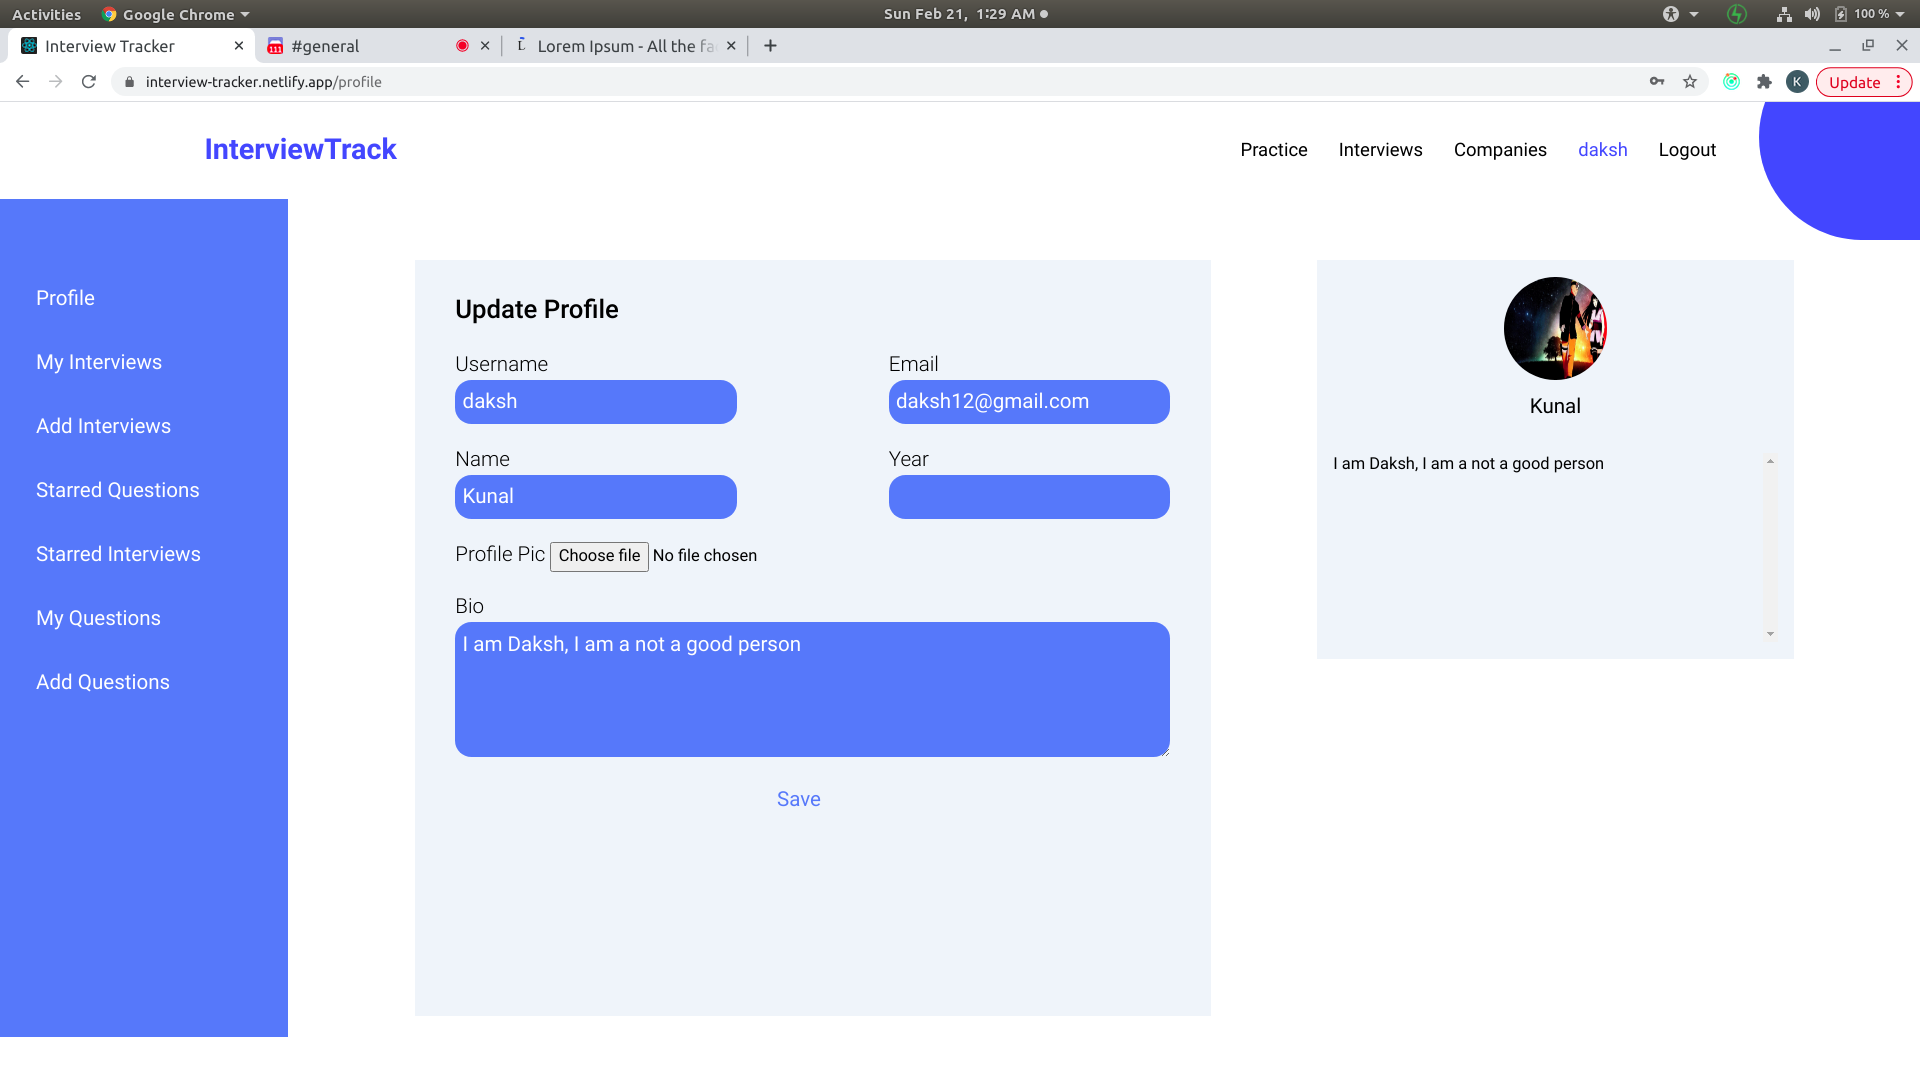 Activities Google Chrome Sun Feb 21, 1:29 AM 100 %
Interview Tracker #general Lorem Ipsum - All the fa
interview-tracker.netlify.app/profile K Update
InterviewTrack Practice Interviews Companies daksh Logout
Profile
My Interviews
Add Interviews
Starred Questions
Starred Interviews
My Questions
Add Questions
Update Profile
Username Email
daksh daksh12@gmail.com
Name Year
Kunal
Profile Pic Choose file No file chosen
Bio
I am Daksh, I am a not a good person
Save
Kunal
I am Daksh, I am a not a good person